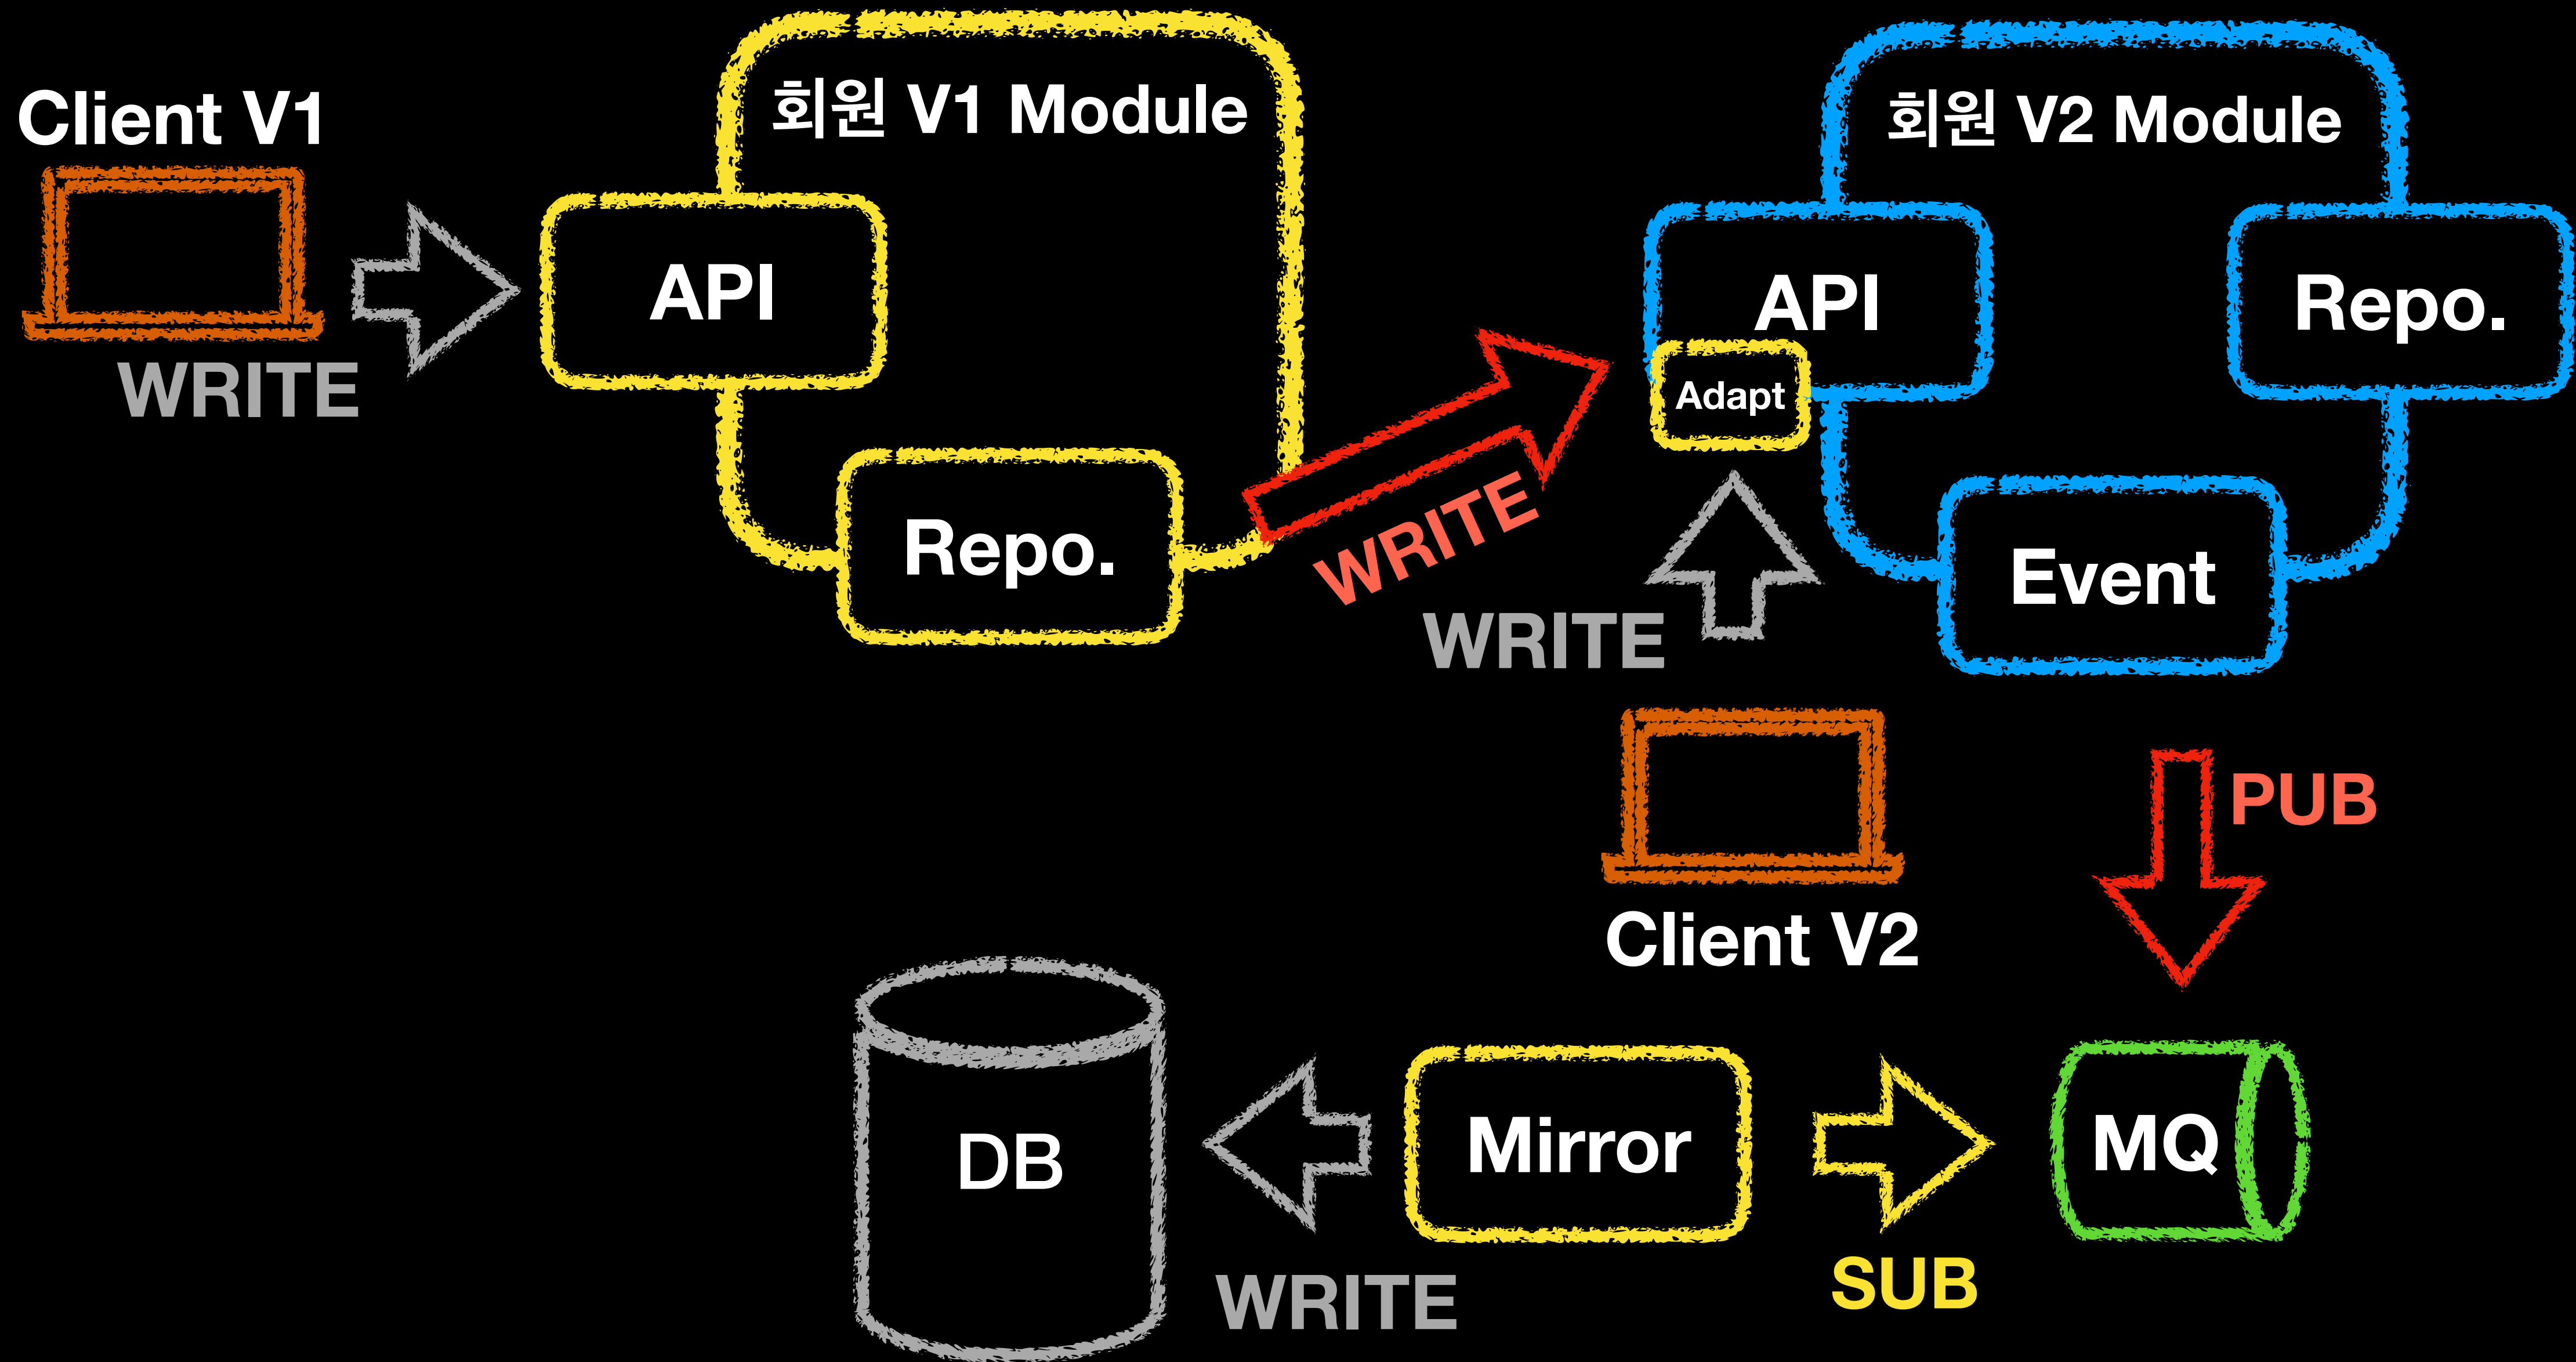 Client V1
WRITE
회원 V1 Module
API
Repo.
WRITE
회원 V2 Module
API
Adapt
Repo.
Event
WRITE
Client V2
PUB
MQ
SUB
Mirror
WRITE
DB